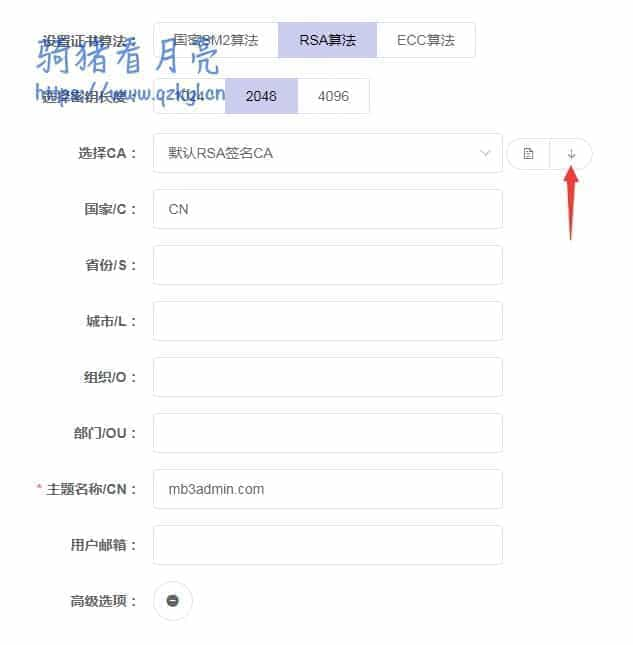 设置证书算法： 国家SM2算法 RSA算法 ECC算法
骑猪看月亮
选择密钥长度： 1024 2048 4096
https://www.qzkyl.cn
选择CA： 默认RSA签名CA
国家/C： CN
省份/S：
城市/L：
组织/O：
部门/OU：
* 主题名称/CN： mb3admin.com
用户邮箱：
高级选项：